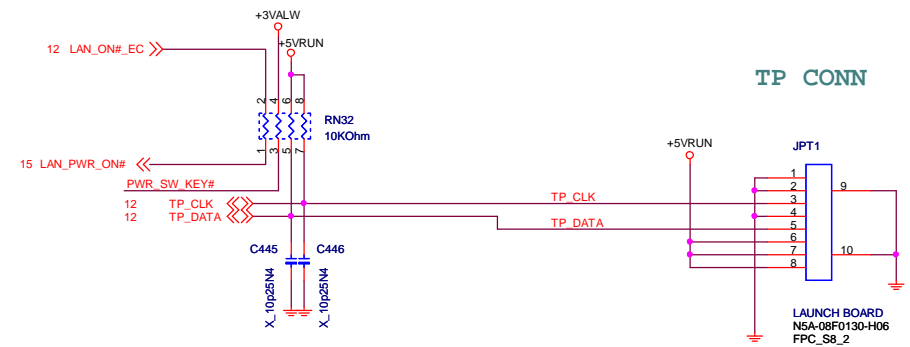 +3VALW
12 LAN_ON#_EC
+5VRUN
TP CONN
2 4 6 8
RN32
10KOhm
1 3 5 7
+5VRUN
JPT1
15 LAN_PWR_ON#
PWR_SW_KEY#
12 TP_CLK
TP_CLK
12 TP_DATA
TP_DATA
1
2
3
4
5
6
7
8
9
10
C445
C446
X_10p25N4
X_10p25N4
LAUNCH BOARD
N5A-08F0130-H06
FPC_S8_2